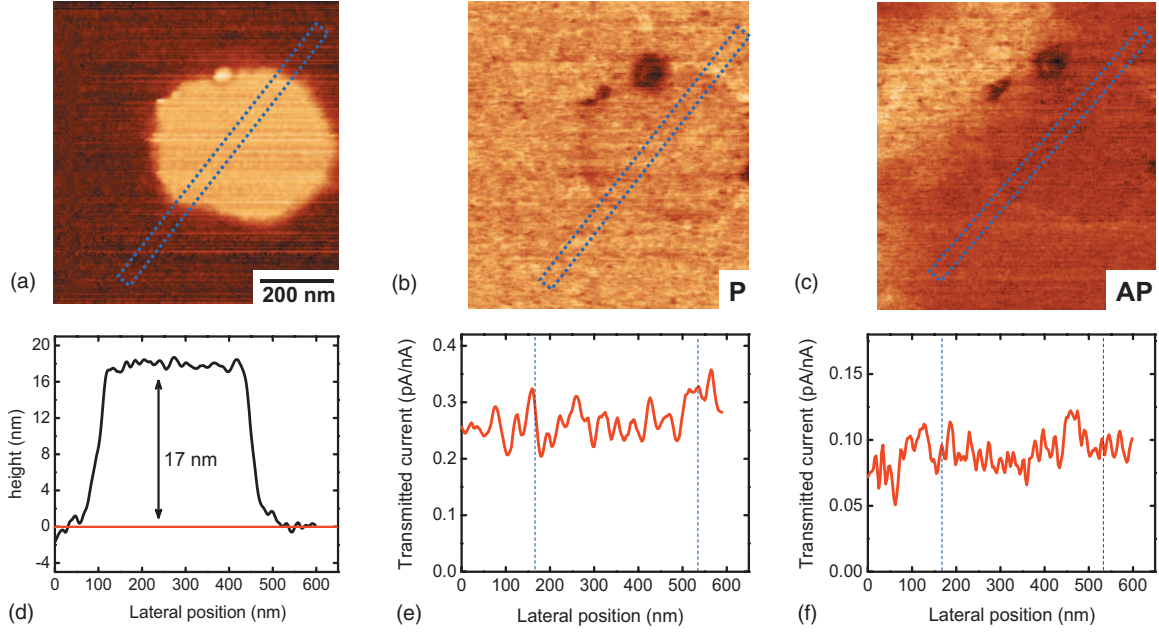 (a)
200 nm
(b)
P
(c)
AP
height (nm)
20
16
12
8
4
0
-4
17 nm
0 100 200 300 400 500 600
Lateral position (nm)
(d)
Transmitted current (pA/nA)
0.4
0.3
0.2
0.1
0.0
0 100 200 300 400 500 600
Lateral position (nm)
(e)
Transmitted current (pA/nA)
0.15
0.10
0.05
0.00
0 100 200 300 400 500 600
Lateral position (nm)
(f)